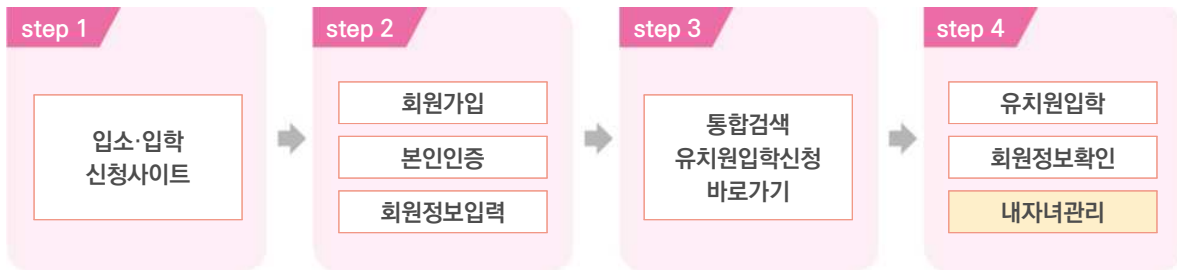 step 1
입소·입학
신청사이트
step 2
회원가입
본인인증
회원정보입력
step 3
통합검색
유치원입학신청
바로가기
step 4
유치원입학
회원정보확인
내자녀관리